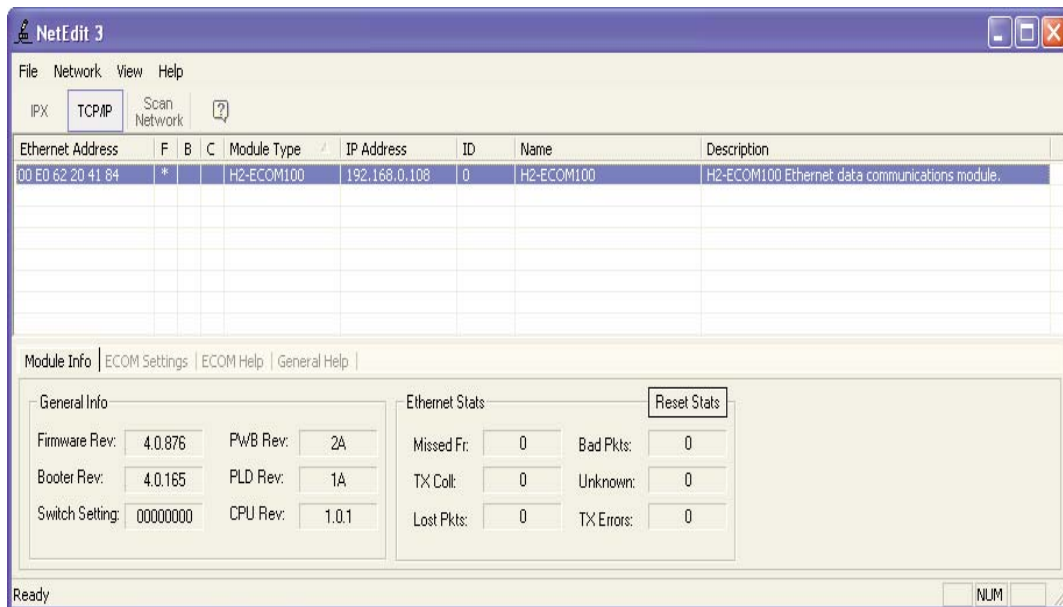 NetEdit 3
File Network View Help
IPX TCP/IP Scan Network
Ethernet Address F B C Module Type IP Address ID Name Description
00 E0 62 20 41 84 * H2-ECOM100 192.168.0.108 0 H2-ECOM100 H2-ECOM100 Ethernet data communications module.
Module Info | ECOM Settings | ECOM Help | General Help |
General Info Ethernet Stats Reset Stats
Firmware Rev: 4.0.876 PWB Rev: 2A Missed Fr: 0 Bad Pkts: 0
Booter Rev: 4.0.165 PLD Rev: 1A TX Coll: 0 Unknown: 0
Switch Setting: 00000000 CPU Rev: 1.0.1 Lost Pkts: 0 TX Errors: 0
Ready NUM